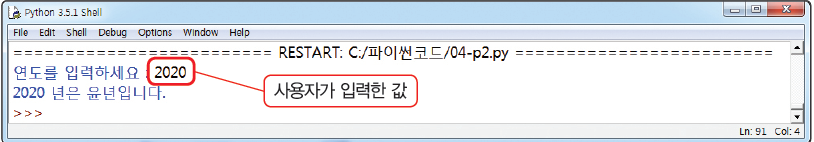 Python 3.5.1 Shell
File Edit Shell Debug Options Window Help
========================= RESTART: C:/파이썬코드/04-p2.py =========================
연도를 입력하세요 : 2020
2020 년은 윤년입니다.
사용자가 입력한 값
>>>
Ln: 91 Col: 4